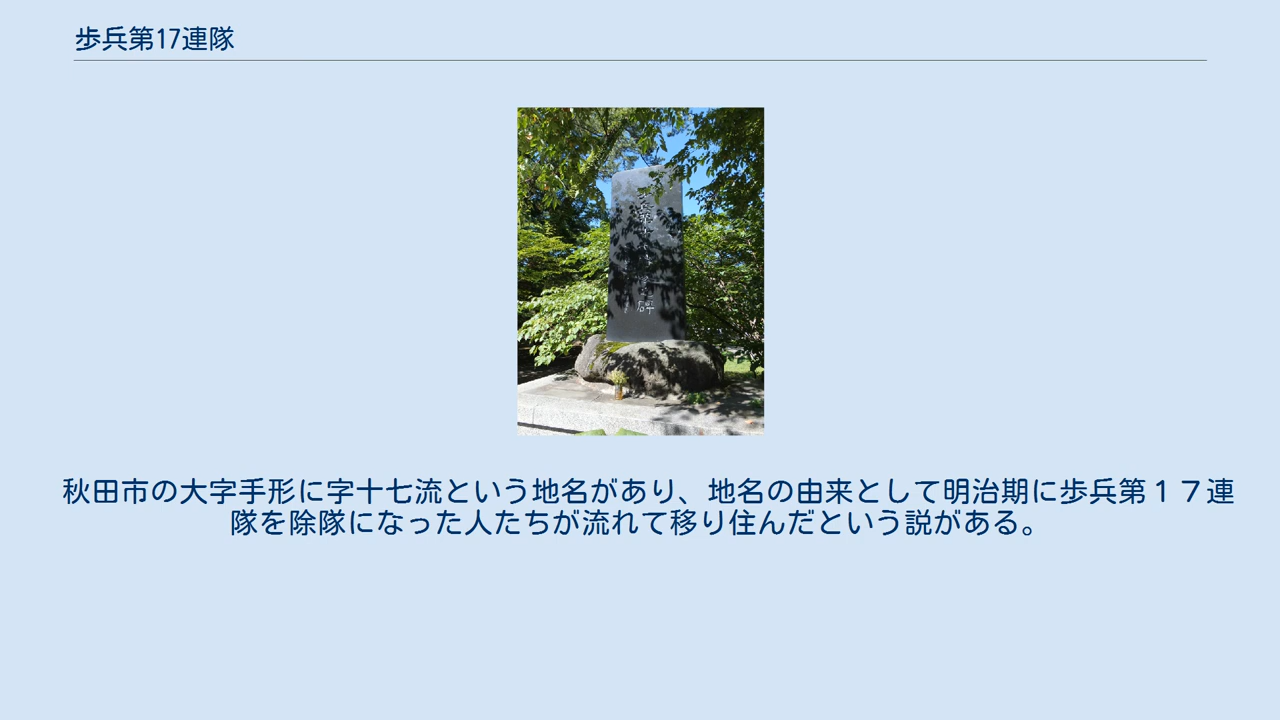 歩兵第17連隊
秋田市の大字手形に字十七流という地名があり、地名の由来として明治期に歩兵第１７連
隊を除隊になった人たちが流れて移り住んだという説がある。
碑